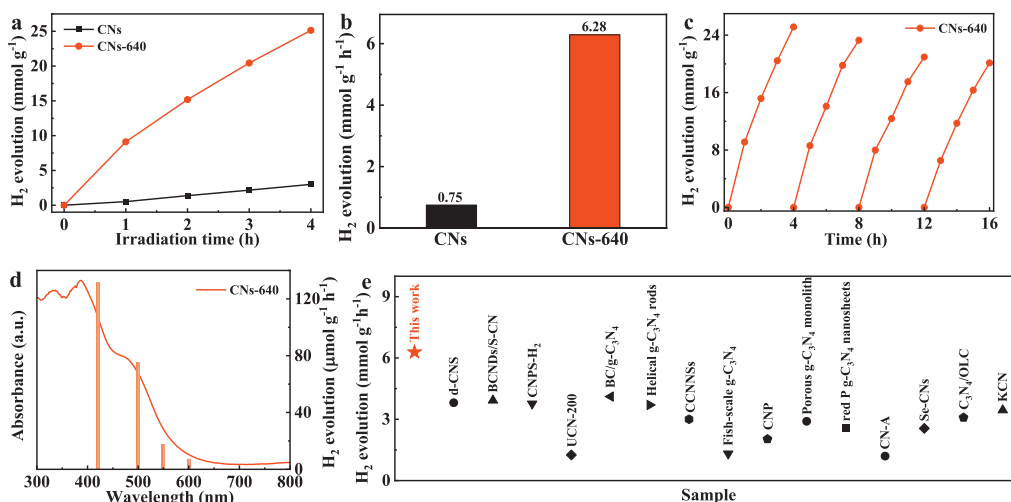 a
CNs
CNs-640
H₂ evolution (mmol g⁻¹)
25
20
15
10
5
0
0 1 2 3 4
Irradiation time (h)
b
H₂ evolution (mmol g⁻¹ h⁻¹)
6
4
2
0
0.75
6.28
CNs CNs-640
c
CNs-640
H₂ evolution (mmol g⁻¹)
24
16
8
0
0 4 8 12 16
Time (h)
d
CNs-640
Absorbance (a.u.)
300 400 500 600 700 800
Wavelength (nm)
120
80
40
0
H₂ evolution (μmol g⁻¹ h⁻¹)
e
H₂ evolution (mmol g⁻¹h⁻¹)
9
6
3
0
This work
d-CNS
BCNDs/S-CN
CNPS-H₂
UCN-200
BC/g-C₃N₄
Helical g-C₃N₄ rods
CCNNSs
Fish-scale g-C₃N₄
CNP
Porous g-C₃N₄ monolith
red P g-C₃N₄ nanosheets
CN-A
Se-CNs
C₃N₄/OLC
KCN
Sample